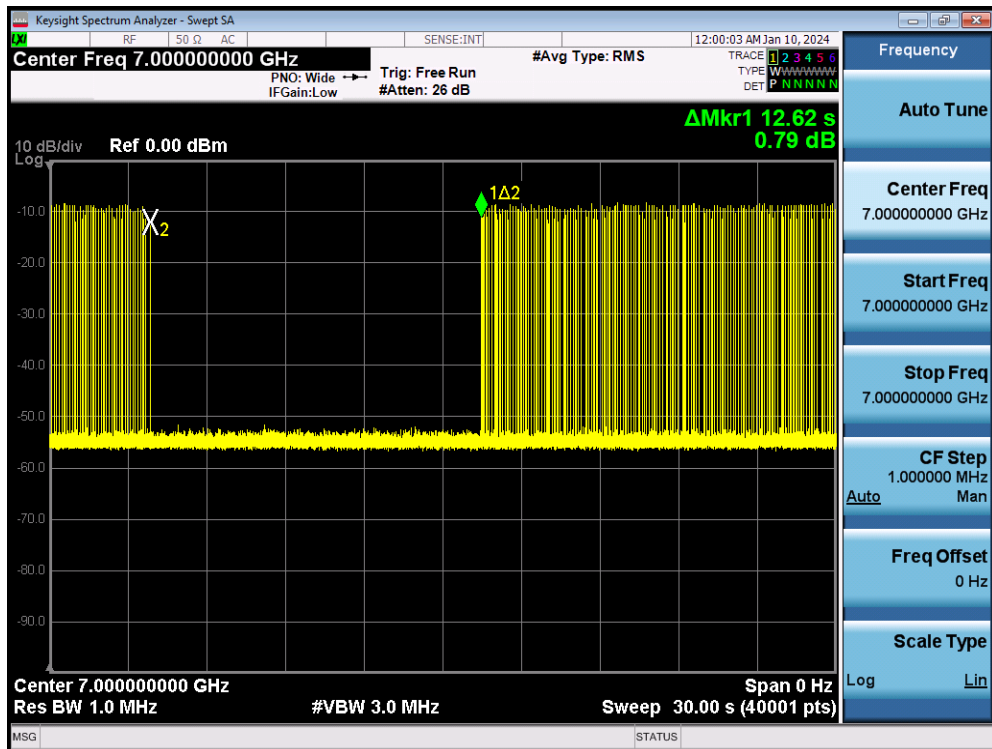 Keysight Spectrum Analyzer - Swept SA
LXI
RF
50 Ω
AC
SENSE:INT
12:00:03 AM Jan 10, 2024
Center Freq 7.000000000 GHz
PNO: Wide
IFGain:Low
Trig: Free Run
#Atten: 26 dB
#Avg Type: RMS
TRACE 1 2 3 4 5 6
TYPE WWWWWW
DET P N N N N N
ΔMkr1 12.62 s
0.79 dB
10 dB/div
Log
Ref 0.00 dBm
-10.0
-20.0
-30.0
-40.0
-50.0
-60.0
-70.0
-80.0
-90.0
2
1Δ2
Center 7.000000000 GHz
Span 0 Hz
Res BW 1.0 MHz
#VBW 3.0 MHz
Sweep 30.00 s (40001 pts)
MSG
STATUS
Frequency
Auto Tune
Center Freq
7.000000000 GHz
Start Freq
7.000000000 GHz
Stop Freq
7.000000000 GHz
CF Step
1.000000 MHz
Auto Man
Freq Offset
0 Hz
Scale Type
Log Lin